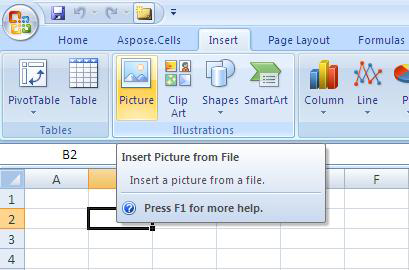 Home Aspose.Cells Insert Page Layout Formulas
PivotTable Table Picture Clip Art Shapes SmartArt Column Line P
Tables Illustrations
B2
Insert Picture from File
Insert a picture from a file.
Press F1 for more help.
A F
1
2
3
4